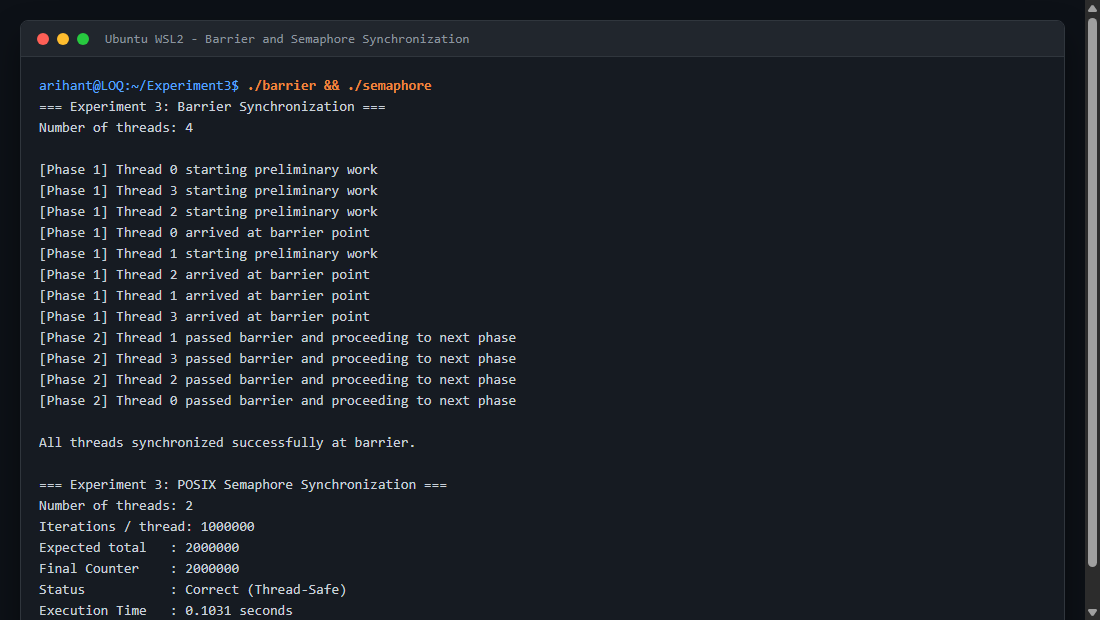 Ubuntu WSL2 - Barrier and Semaphore Synchronization
arihant@LOQ:~/Experiment3$ ./barrier && ./semaphore
=== Experiment 3: Barrier Synchronization ===
Number of threads: 4
[Phase 1] Thread 0 starting preliminary work
[Phase 1] Thread 3 starting preliminary work
[Phase 1] Thread 2 starting preliminary work
[Phase 1] Thread 0 arrived at barrier point
[Phase 1] Thread 1 starting preliminary work
[Phase 1] Thread 2 arrived at barrier point
[Phase 1] Thread 1 arrived at barrier point
[Phase 1] Thread 3 arrived at barrier point
[Phase 2] Thread 1 passed barrier and proceeding to next phase
[Phase 2] Thread 3 passed barrier and proceeding to next phase
[Phase 2] Thread 2 passed barrier and proceeding to next phase
[Phase 2] Thread 0 passed barrier and proceeding to next phase
All threads synchronized successfully at barrier.
=== Experiment 3: POSIX Semaphore Synchronization ===
Number of threads: 2
Iterations / thread: 1000000
Expected total   : 2000000
Final Counter    : 2000000
Status           : Correct (Thread-Safe)
Execution Time   : 0.1031 seconds